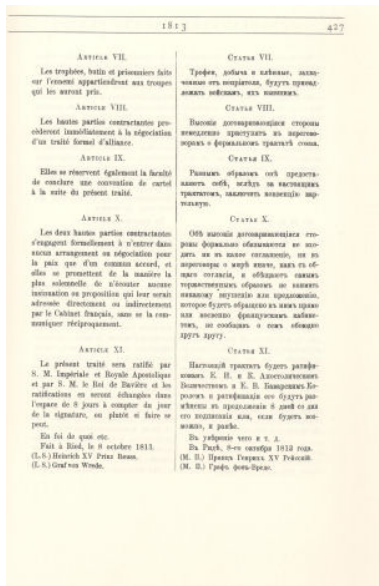 1813
427
ARTICLE VII.
Les trophées, butin et prisonniers faits
sur l'ennemi appartiendront aux troupes
qui les auront pris.
ARTICLE VIII.
Les hautes parties contractantes pro-
cèderont immédiatement à la négociation
d'un traité formel d'alliance.
ARTICLE IX.
Elles se réservent également la faculté
de conclure une convention de cartel
à la suite du présent traité.
ARTICLE X.
Les deux hautes parties contractantes
s'engagent formellement à n'entrer dans
aucun arrangement ou négociation pour
la paix que d'un commun accord, et
elles se promettent de la manière la
plus solennelle de n'écouter aucune
insinuation ou proposition qui leur serait
adressée directement ou indirectement
par le Cabinet français, sans se la com-
muniquer réciproquement.
ARTICLE XI.
Le présent traité sera ratifié par
S. M. Impériale et Royale Apostolique
et par S. M. le Roi de Bavière et les
ratifications en seront échangées dans
l'espace de 8 jours à compter du jour
de la signature, ou plutôt si faire se
peut.
En foi de quoi etc.
Fait à Ried, le 8 octobre 1813.
(L. S.) Heinrich XV Prinz Reuss.
(L. S.) Graf von Wrede.
СТАТЬЯ VII.
Трофеи, добыча и плѣнные, захва-
ченные отъ непріятеля, будутъ принад-
лежать войскамъ, ихъ взявшимъ.
СТАТЬЯ VIII.
Высокія договаривающіяся стороны
немедленно приступятъ къ перегово-
рамъ о формальномъ трактатѣ союза.
СТАТЬЯ IX.
Равнымъ образомъ онѣ предоста-
вляютъ себѣ, вслѣдъ за настоящимъ
трактатомъ, заключить конвенцію кар-
тельную.
СТАТЬЯ X.
Обѣ высокія договаривающіяся сто-
роны формально обязываются не вхо-
дить ни въ какое соглашеніе, ни въ
переговоры о мирѣ иначе, какъ съ об-
щаго согласія, и обѣщаютъ самымъ
торжественнымъ образомъ не внимать
никакому внушенію или предложенію,
которое будетъ обращено къ нимъ прямо
или косвенно французскимъ кабине-
томъ, не сообщивъ о томъ обоюдно
другъ другу.
СТАТЬЯ XI.
Настоящій трактатъ будетъ ратифи-
кованъ Е. И. и К. Апостолическимъ
Величествомъ и Е. В. Баварскимъ Ко-
ролемъ и ратификаціи его будутъ раз-
мѣнены въ продолженіе 8 дней со дня
его подписанія или, если будетъ воз-
можно, и ранѣе.
Въ увѣреніе чего и т. д.
Въ Ридѣ, 8-го октября 1813 года.
(М. П.) Принцъ Генрихъ XV Рейсскій.
(М. П.) Графъ фонъ-Вреде.